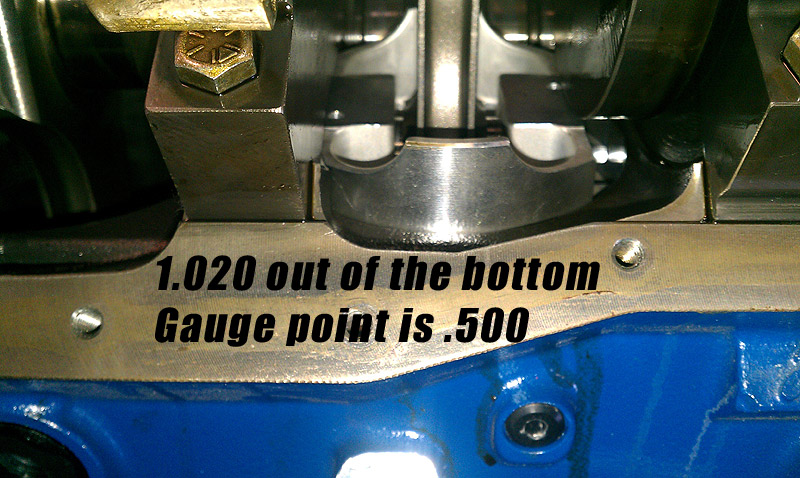 1.020 out of the bottom
Gauge point is .500